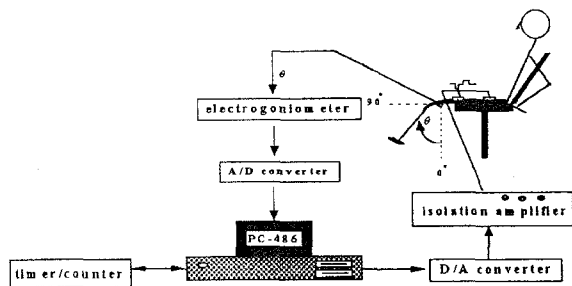 θ
electrogoniometer
90°
θ
0°
A/D converter
isolation amplifier
PC-486
timer/counter
D/A converter